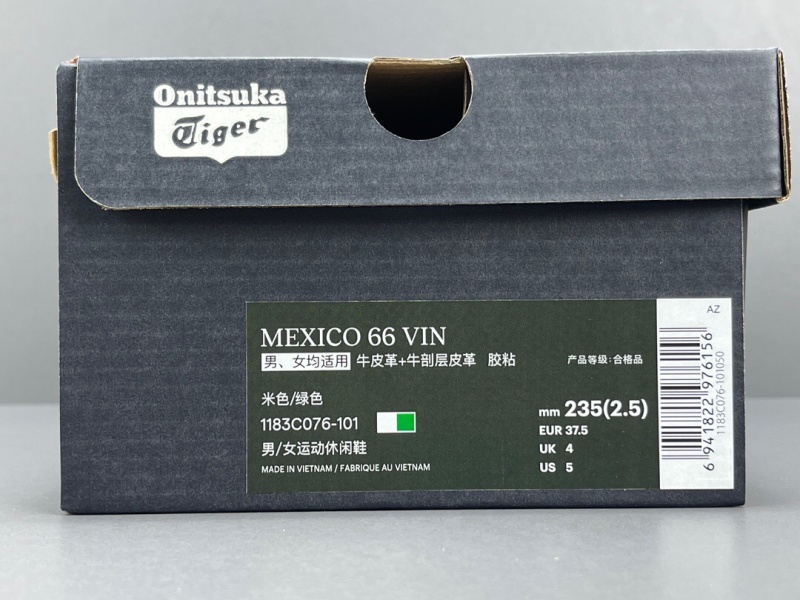 Onitsuka
Tiger
MEXICO 66 VIN
男、女均适用 牛皮革+牛剖层皮革 胶粘
产品等级：合格品
米色/绿色
1183C076-101
男/女运动休闲鞋
MADE IN VIETNAM / FABRIQUE AU VIETNAM
mm 235(2.5)
EUR 37.5
UK 4
US 5
AZ
6 941822 976156
1183C076-101050